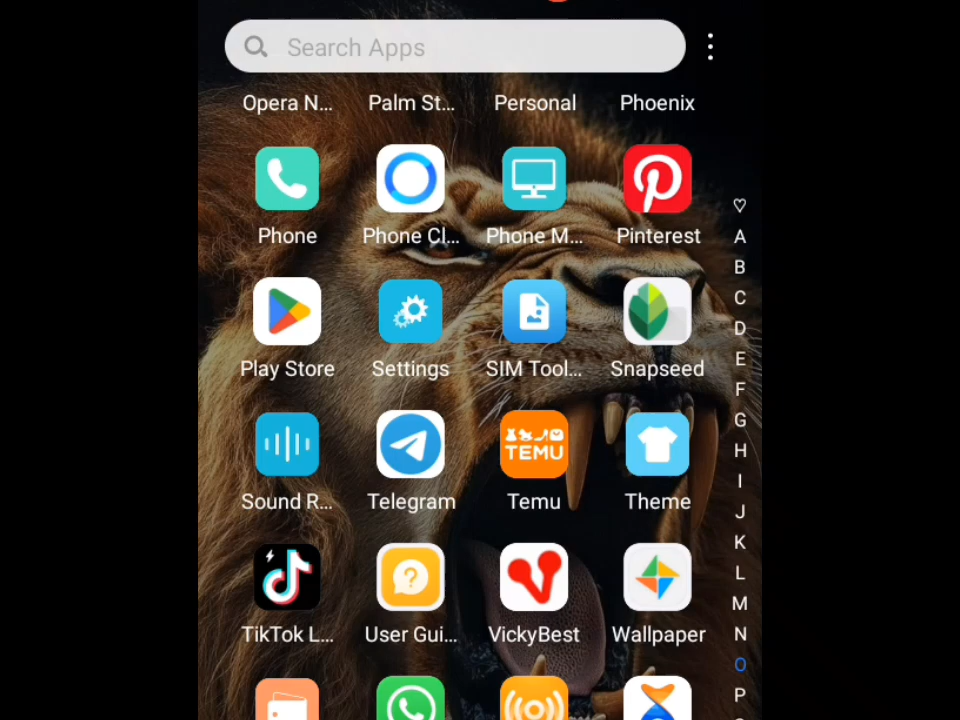 Search Apps
Opera N... Palm St... Personal Phoenix
Phone Phone Cl... Phone M... Pinterest
Play Store Settings SIM Tool... Snapseed
TEMU
Sound R... Telegram Temu Theme
TikTok L... User Gui... VickyBest Wallpaper
A
B
C
D
E
F
G
H
I
J
K
L
M
N
O
P